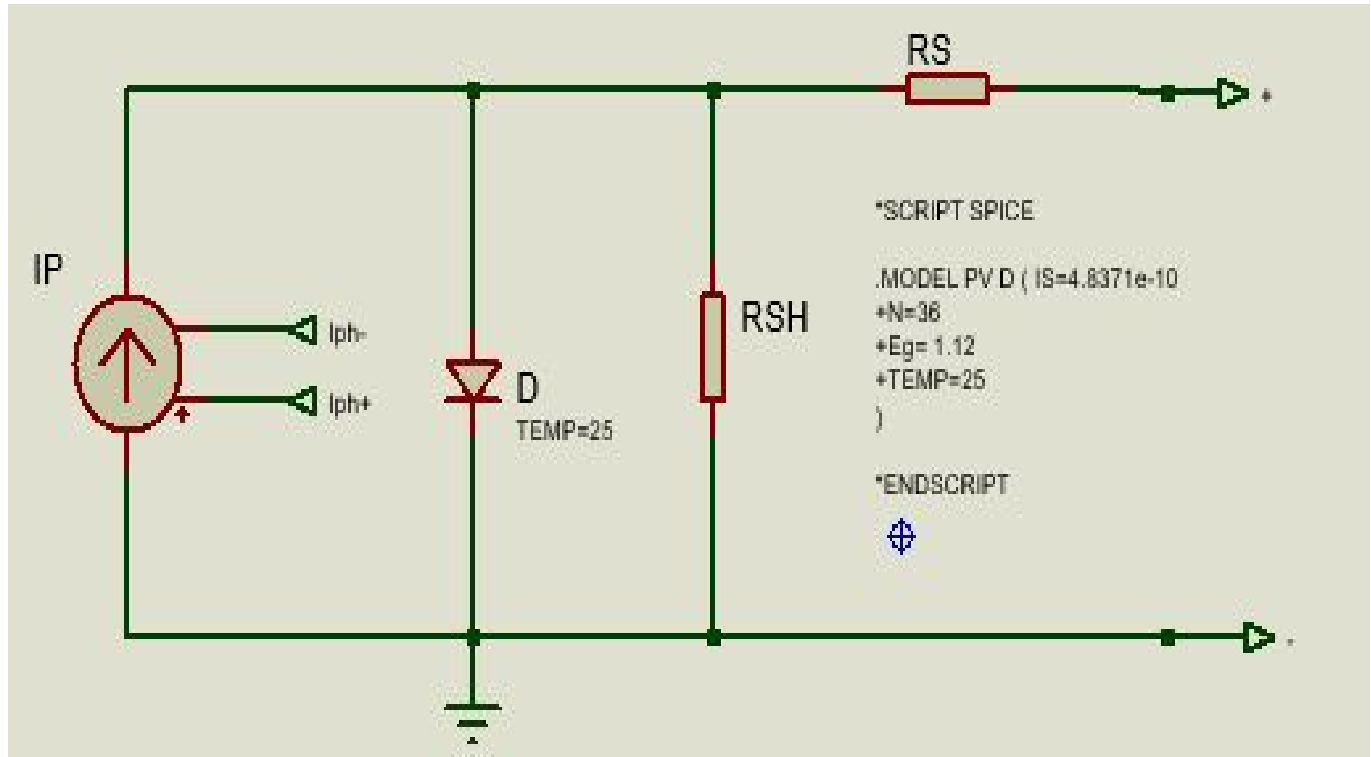 RS
+
*SCRIPT SPICE
.MODEL PV D ( IS=4.8371e-10
+N=36
+Eg= 1.12
+TEMP=25
)
*ENDSCRIPT
IP
Iph-
Iph+
+
D
TEMP=25
RSH
-